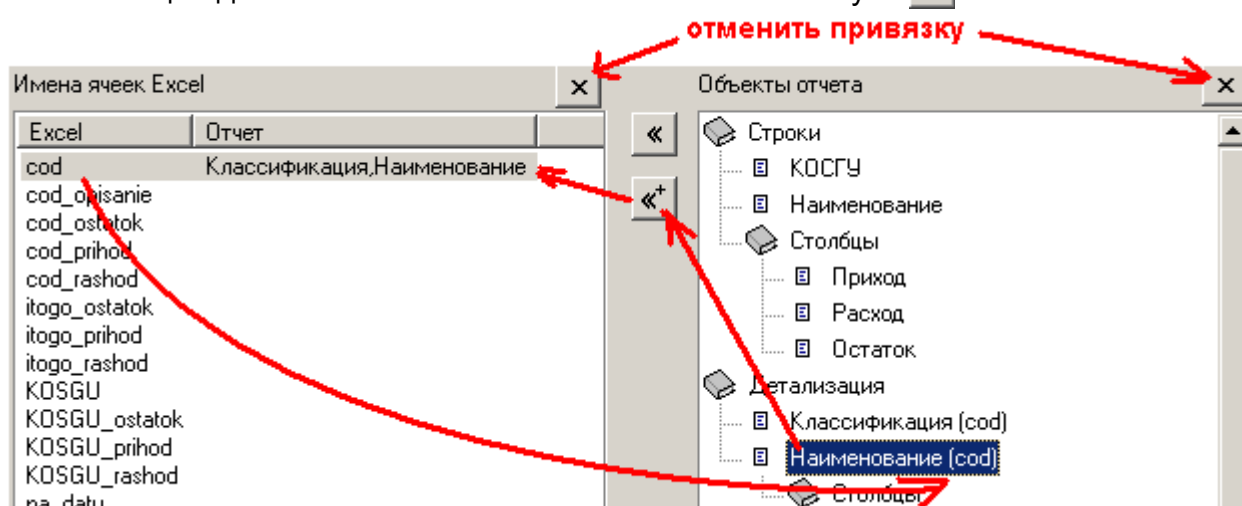 отменить привязку
Имена ячеек Excel
Excel Отчет
cod Классификация,Наименование
cod_opisanie
cod_ostatok
cod_prihod
cod_rashod
itogo_ostatok
itogo_prihod
itogo_rashod
KOSGU
KOSGU_ostatok
KOSGU_prihod
KOSGU_rashod
na_datu
Объекты отчета
Строки
КОСГУ
Наименование
Столбцы
Приход
Расход
Остаток
Детализация
Классификация (cod)
Наименование (cod)
Столбцы